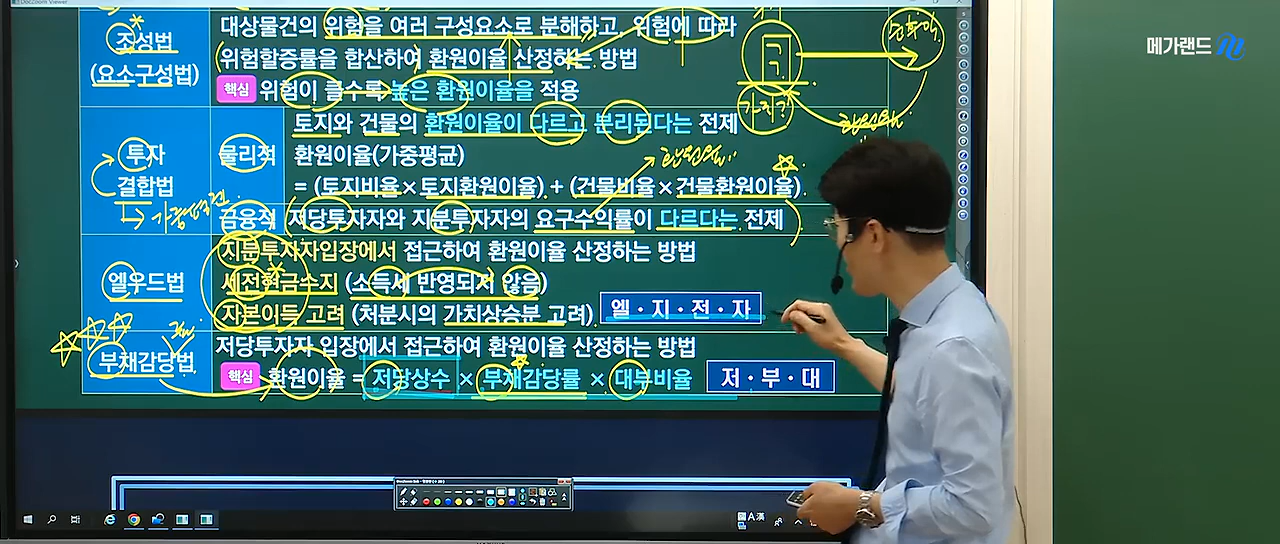 DocZoom Viewer
메가랜드
조성법
(요소구성법)
대상물건의 위험을 여러 구성요소로 분해하고, 위험에 따라
위험할증률을 합산하여 환원이율 산정하는 방법
핵심 위험이 클수록 높은 환원이율을 적용
가치?
환원율
투자
결합법
물리적
토지와 건물의 환원이율이 다르고 분리된다는 전제
환원이율(가중평균)
= (토지비율×토지환원이율) + (건물비율×건물환원이율)
금융적
저당투자자와 지분투자자의 요구수익률이 다르다는 전제
엘우드법
지분투자자입장에서 접근하여 환원이율 산정하는 방법
세전현금수지 (소득세 반영되지 않음)
자본이득 고려 (처분시의 가치상승분 고려)
엘·지·전·자
부채감당법
저당투자자 입장에서 접근하여 환원이율 산정하는 방법
핵심 환원이율 = 저당상수 × 부채감당률 × 대부비율
저·부·대
A 漢